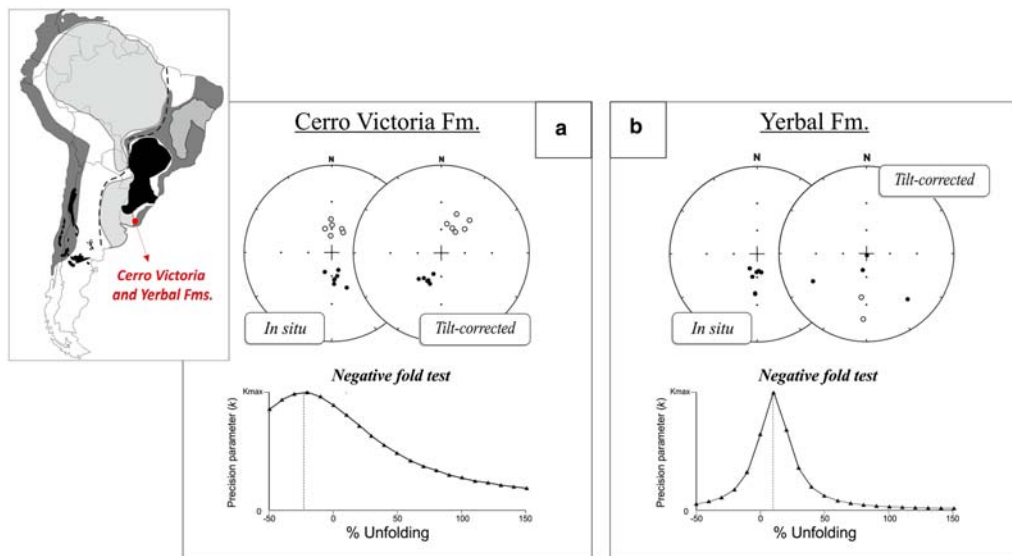 Cerro Victoria
and Yerbal Fms.
Cerro Victoria Fm.
a
N
N
In situ
Tilt-corrected
Negative fold test
Kmax
Precision parameter (k)
0
-50
0
50
100
150
% Unfolding
b
Yerbal Fm.
N
N
Tilt-corrected
In situ
Negative fold test
Kmax
Precision parameter (k)
0
-50
0
50
100
150
% Unfolding